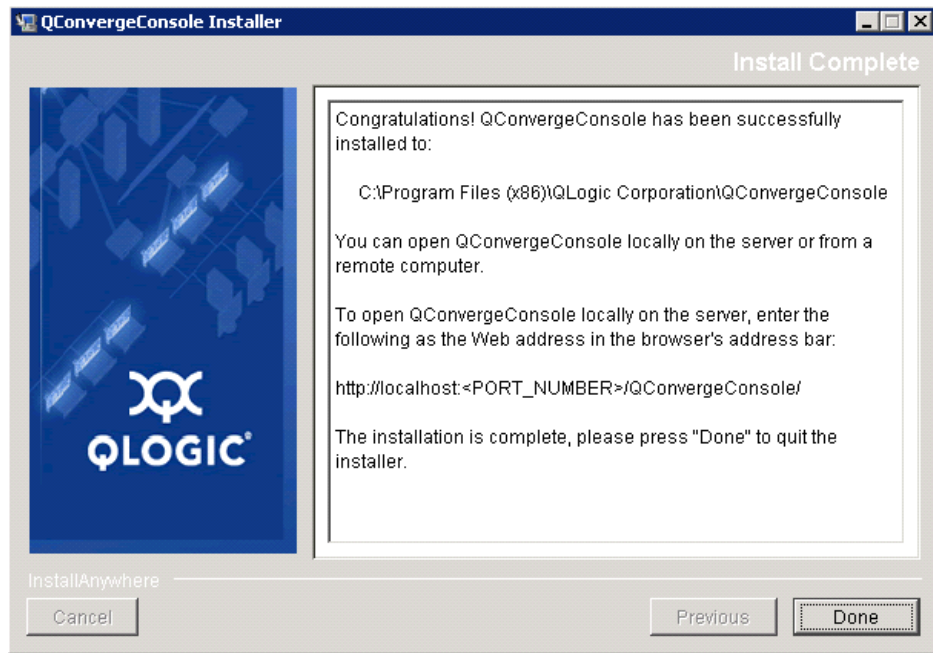 QConvergeConsole Installer
Install Complete
Congratulations! QConvergeConsole has been successfully
installed to:
C:\Program Files (x86)\QLogic Corporation\QConvergeConsole
You can open QConvergeConsole locally on the server or from a
remote computer.
To open QConvergeConsole locally on the server, enter the
following as the Web address in the browser's address bar:
http://localhost:<PORT_NUMBER>/QConvergeConsole/
The installation is complete, please press "Done" to quit the
installer.
QLOGIC®
InstallAnywhere
Cancel
Previous
Done